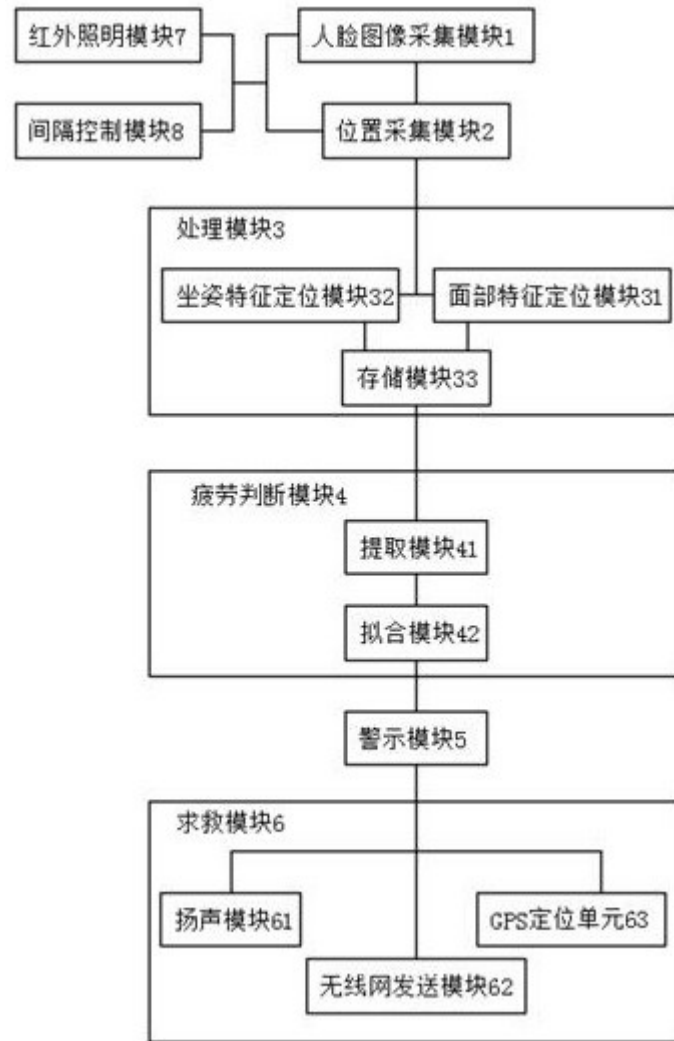 红外照明模块7
人脸图像采集模块1
间隔控制模块8
位置采集模块2
处理模块3
坐姿特征定位模块32
面部特征定位模块31
存储模块33
疲劳判断模块4
提取模块41
拟合模块42
警示模块5
求救模块6
扬声模块61
GPS定位单元63
无线网发送模块62